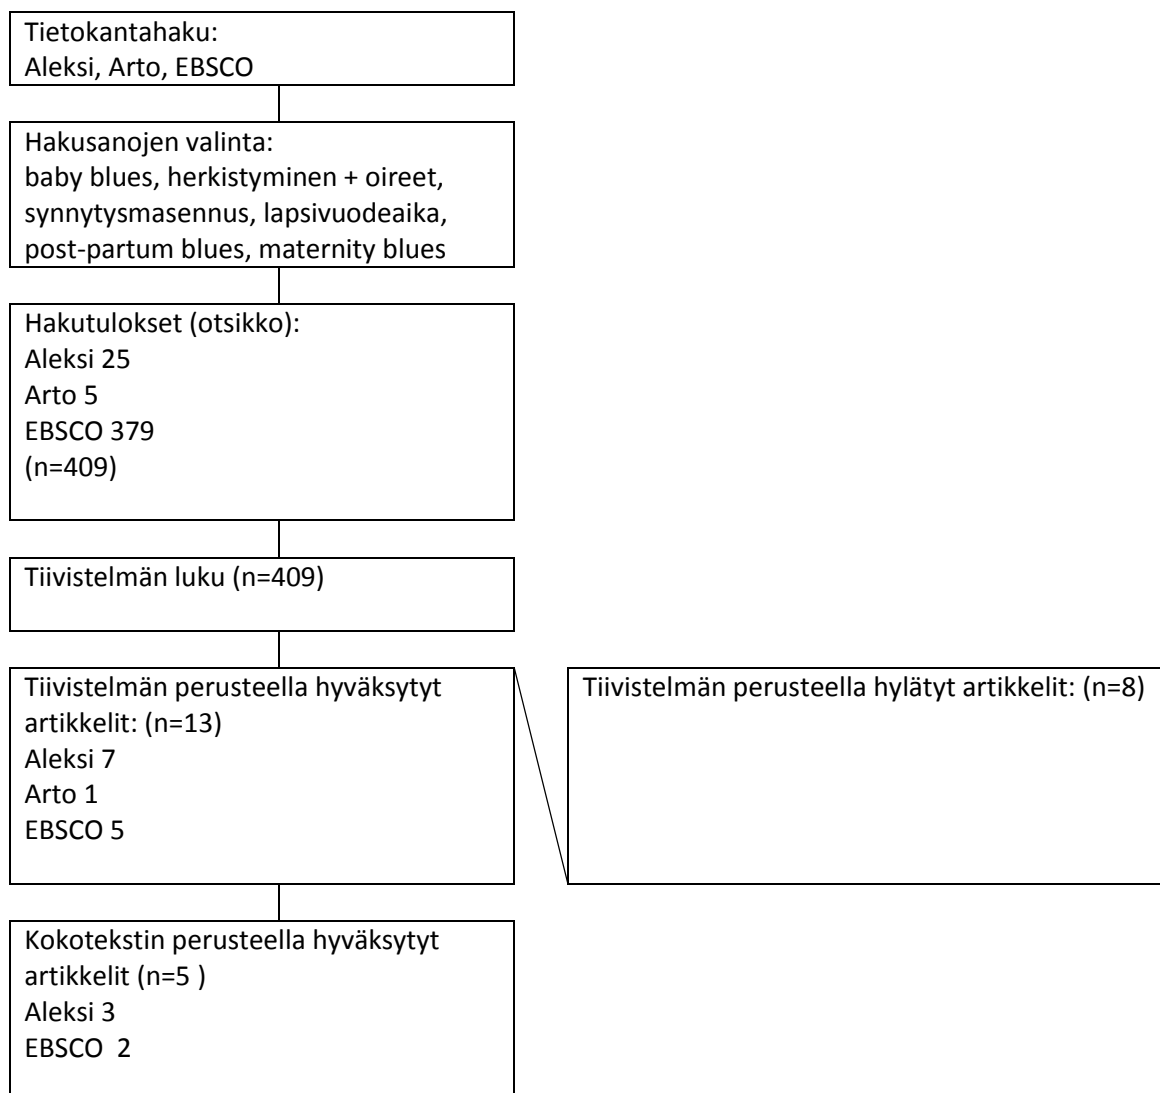 Tietokantahaku:
Aleksi, Arto, EBSCO
Hakusanojen valinta:
baby blues, herkistyminen + oireet,
synnytysmasennus, lapsivuodeaika,
post-partum blues, maternity blues
Hakutulokset (otsikko):
Aleksi 25
Arto 5
EBSCO 379
(n=409)
Tiivistelmän luku (n=409)
Tiivistelmän perusteella hyväksytyt
artikkelit: (n=13)
Aleksi 7
Arto 1
EBSCO 5
Tiivistelmän perusteella hylätyt artikkelit: (n=8)
Kokotekstin perusteella hyväksytyt
artikkelit (n=5 )
Aleksi 3
EBSCO  2